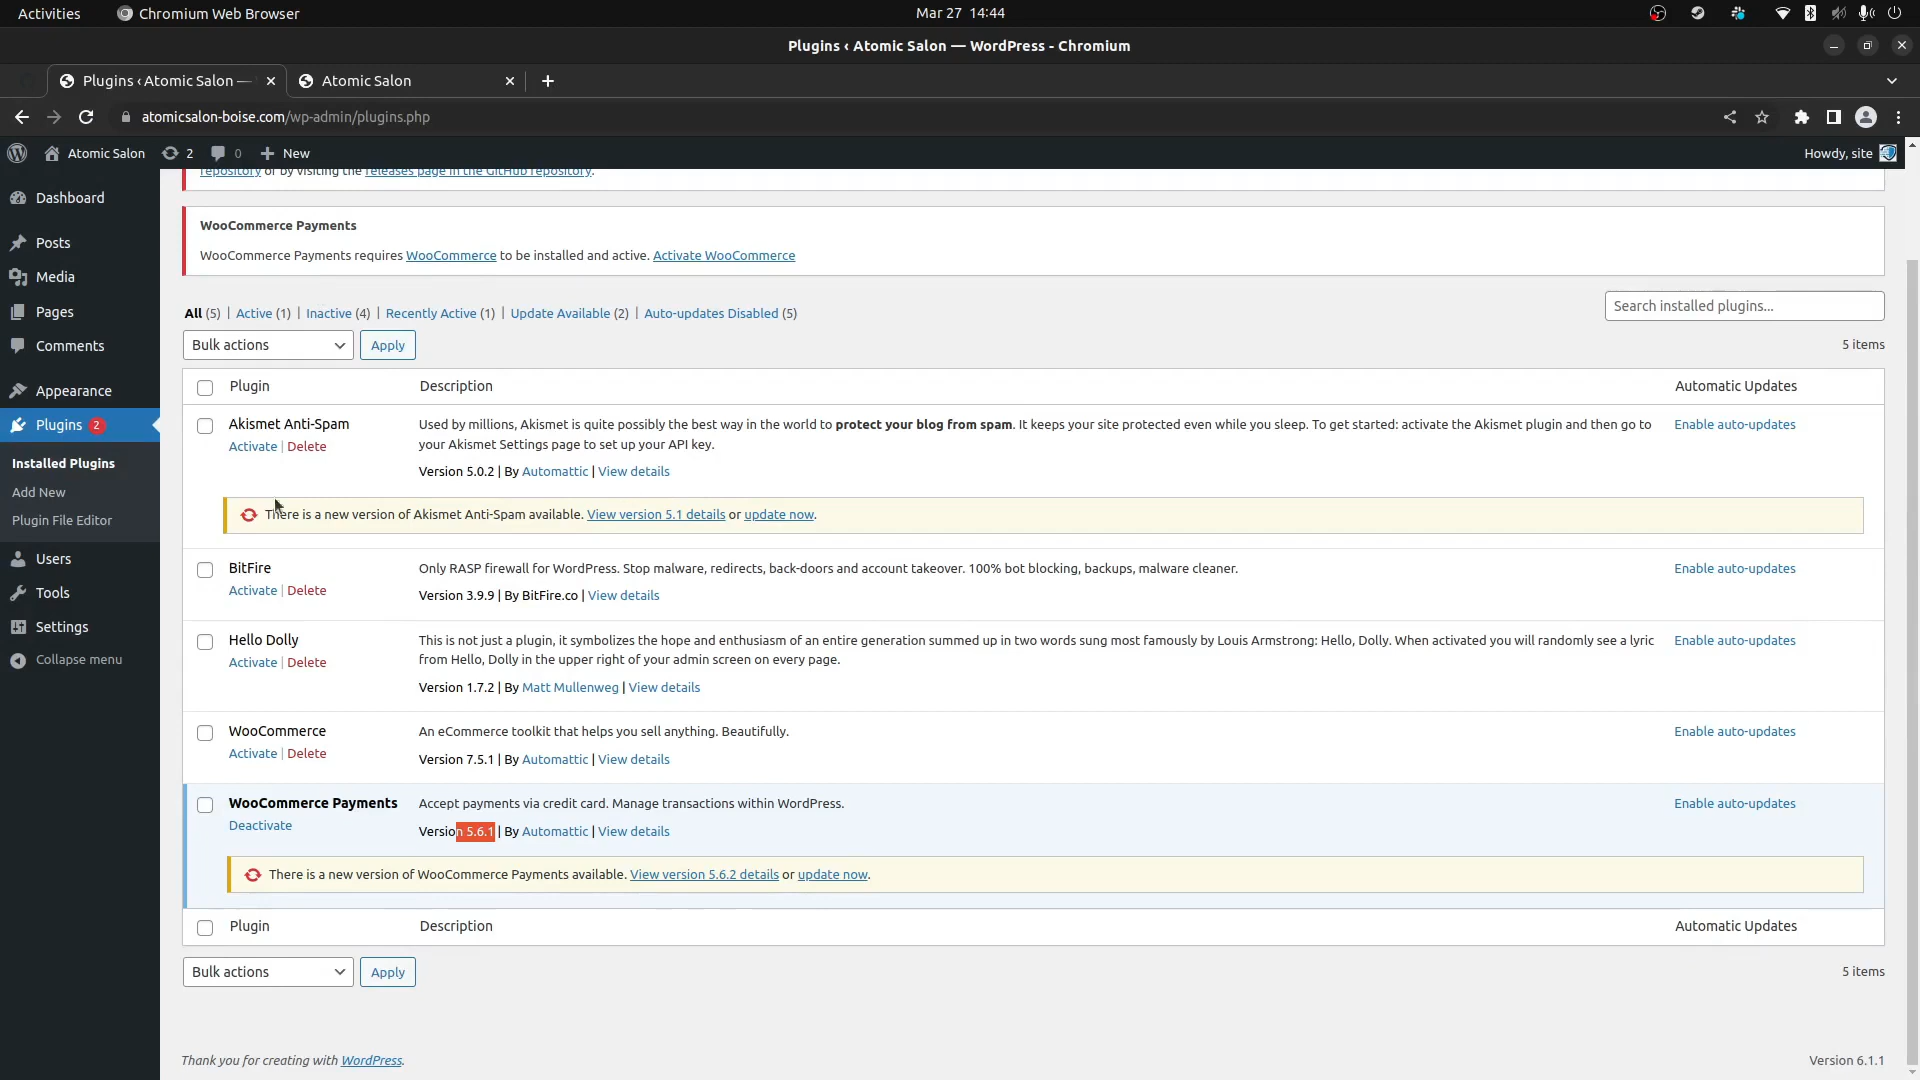 Activities
Chromium Web Browser
Mar 27 14:44
Plugins ‹ Atomic Salon — WordPress - Chromium
Plugins ‹ Atomic Salon —
Atomic Salon
atomicsalon-boise.com/wp-admin/plugins.php
Atomic Salon
2
0
New
Howdy, site
Dashboard
Posts
Media
Pages
Comments
Appearance
Plugins 2
Installed Plugins
Add New
Plugin File Editor
Users
Tools
Settings
Collapse menu
repository or by visiting the releases page in the GitHub repository.
WooCommerce Payments
WooCommerce Payments requires WooCommerce to be installed and active. Activate WooCommerce
All (5) | Active (1) | Inactive (4) | Recently Active (1) | Update Available (2) | Auto-updates Disabled (5)
Search installed plugins...
Bulk actions
Apply
5 items
Plugin
Description
Automatic Updates
Akismet Anti-Spam
Activate | Delete
Used by millions, Akismet is quite possibly the best way in the world to protect your blog from spam. It keeps your site protected even while you sleep. To get started: activate the Akismet plugin and then go to
your Akismet Settings page to set up your API key.
Version 5.0.2 | By Automattic | View details
Enable auto-updates
There is a new version of Akismet Anti-Spam available. View version 5.1 details or update now.
BitFire
Activate | Delete
Only RASP firewall for WordPress. Stop malware, redirects, back-doors and account takeover. 100% bot blocking, backups, malware cleaner.
Version 3.9.9 | By BitFire.co | View details
Enable auto-updates
Hello Dolly
Activate | Delete
This is not just a plugin, it symbolizes the hope and enthusiasm of an entire generation summed up in two words sung most famously by Louis Armstrong: Hello, Dolly. When activated you will randomly see a lyric
from Hello, Dolly in the upper right of your admin screen on every page.
Version 1.7.2 | By Matt Mullenweg | View details
Enable auto-updates
WooCommerce
Activate | Delete
An eCommerce toolkit that helps you sell anything. Beautifully.
Version 7.5.1 | By Automattic | View details
Enable auto-updates
WooCommerce Payments
Deactivate
Accept payments via credit card. Manage transactions within WordPress.
Version 5.6.1 | By Automattic | View details
Enable auto-updates
There is a new version of WooCommerce Payments available. View version 5.6.2 details or update now.
Plugin
Description
Automatic Updates
Bulk actions
Apply
5 items
Thank you for creating with WordPress.
Version 6.1.1